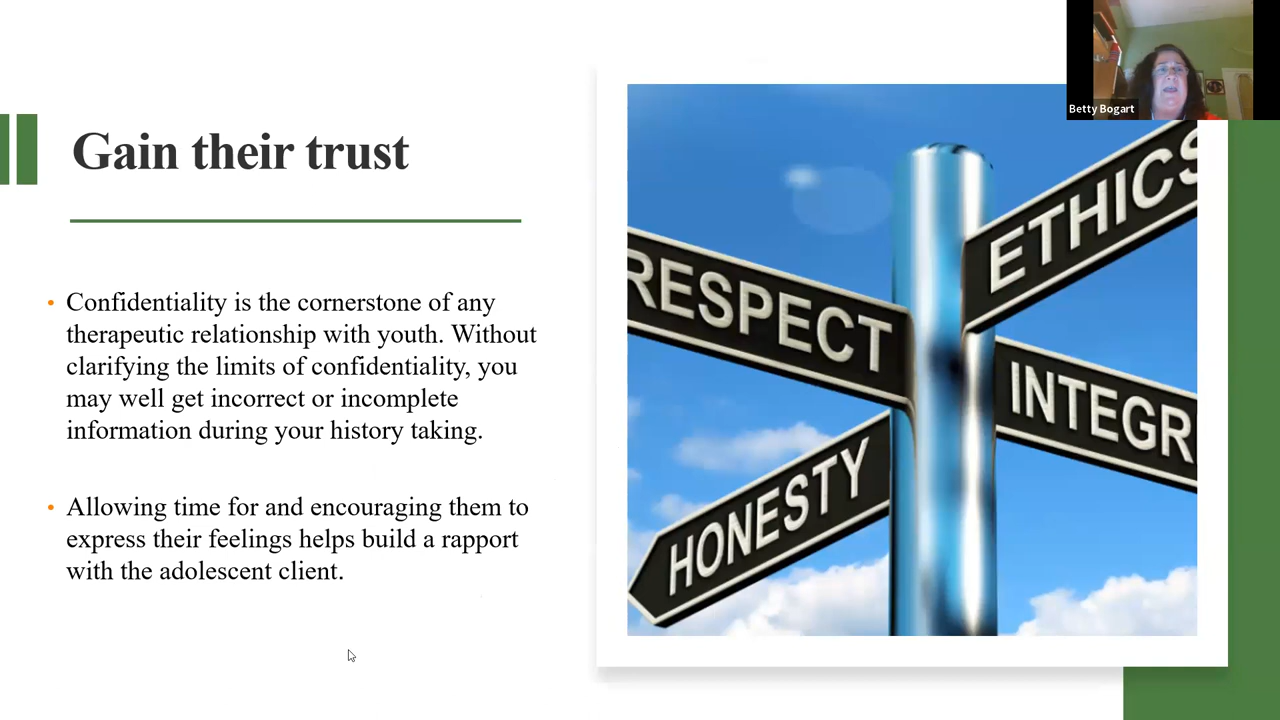 Betty Bogart
Gain their trust
• Confidentiality is the cornerstone of any
therapeutic relationship with youth. Without
clarifying the limits of confidentiality, you
may well get incorrect or incomplete
information during your history taking.
• Allowing time for and encouraging them to
express their feelings helps build a rapport
with the adolescent client.
ETHICS
RESPECT
INTEGR
HONESTY